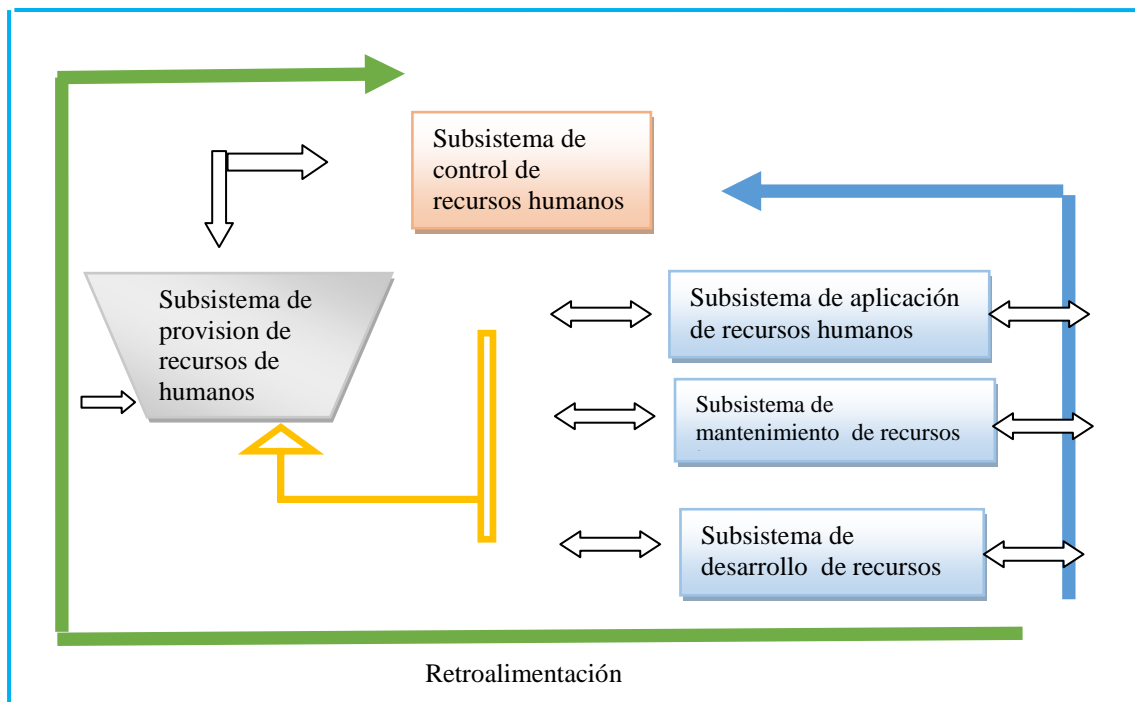 Subsistema de
control de
recursos humanos
Subsistema de
provision de
recursos de
humanos
Subsistema de aplicación
de recursos humanos
Subsistema de
mantenimiento de recursos
Subsistema de
desarrollo de recursos
Retroalimentación